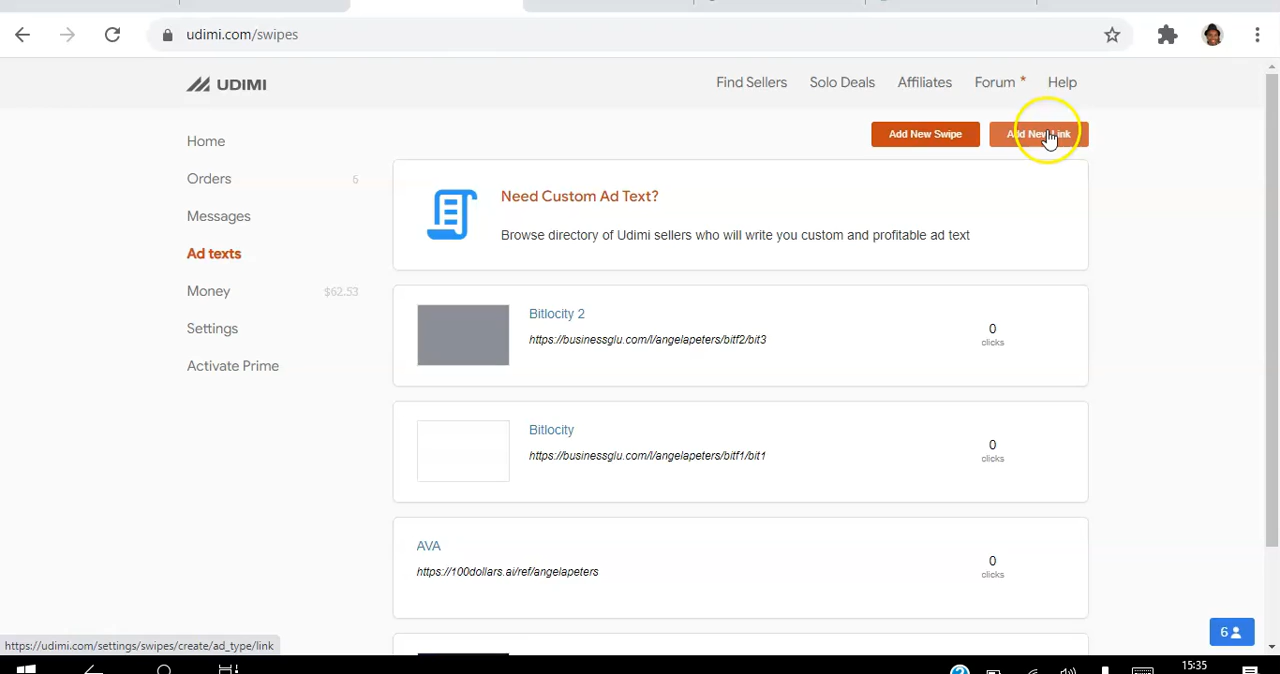 udimi.com/swipes
UDIMI
Find Sellers
Solo Deals
Affiliates
Forum *
Help
Add New Swipe
Add New Link
Home
Orders 6
Messages
Ad texts
Money $62.53
Settings
Activate Prime
Need Custom Ad Text?
Browse directory of Udimi sellers who will write you custom and profitable ad text
Bitlocity 2
https://businessglu.com/l/angelapeters/bitf2/bit3
0
clicks
Bitlocity
https://businessglu.com/l/angelapeters/bitf1/bit1
0
clicks
AVA
https://100dollars.ai/ref/angelapeters
0
clicks
6
https://udimi.com/settings/swipes/create/ad_type/link
15:35